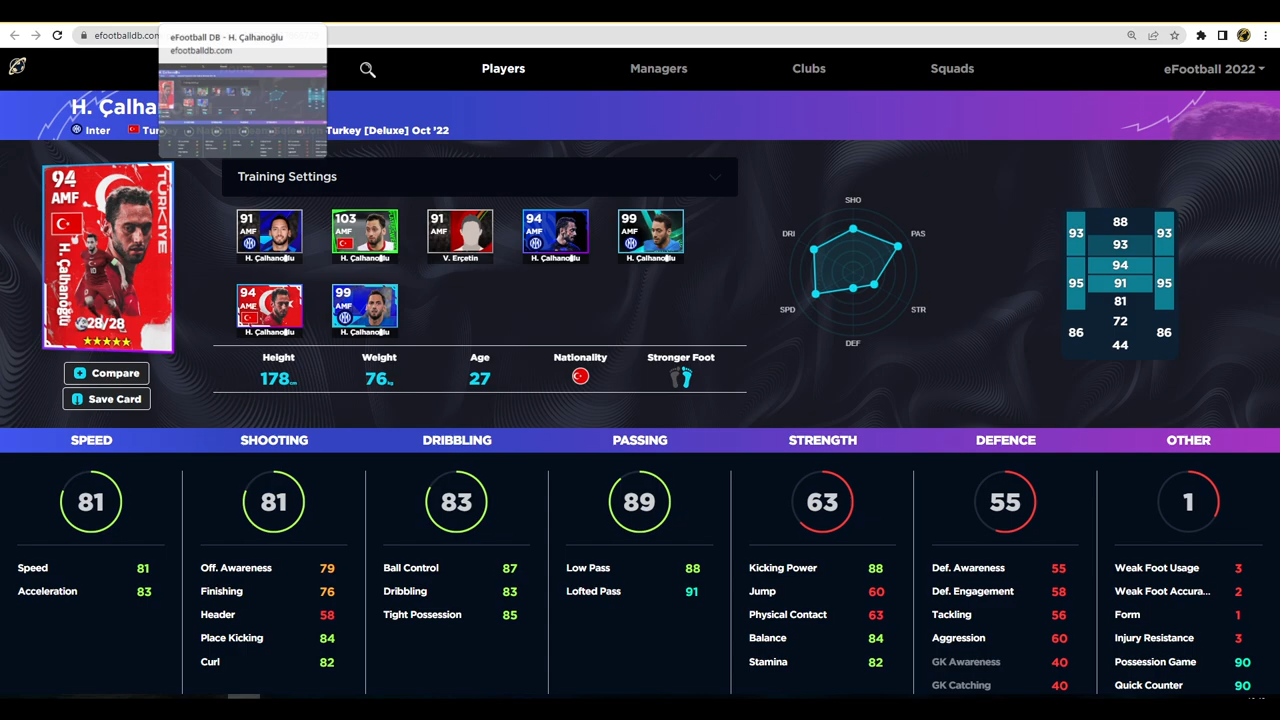 eFootball DB - H. Çalhanoğlu
efootballdb.com
efootballdb.com
Players
Managers
Clubs
Squads
eFootball 2022
H. Çalha
Inter
Turkey [Deluxe] Oct '22
94
AMF
TÜRKİYE
H. Çalhanoğlu
28/28
Compare
Save Card
Training Settings
91
AMF
H. Çalhanoğlu
103
AMF
H. Çalhanoğlu
91
AMF
V. Erçetin
94
AMF
H. Çalhanoğlu
99
AMF
H. Çalhanoğlu
94
AMF
H. Çalhanoğlu
99
AMF
H. Çalhanoğlu
Height
178cm
Weight
76kg
Age
27
Nationality
Stronger Foot
SHO
DRI
PAS
SPD
STR
DEF
88
93
93
93
94
95
91
95
81
72
86
86
44
SPEED
SHOOTING
DRIBBLING
PASSING
STRENGTH
DEFENCE
OTHER
81
81
83
89
63
55
1
Speed 81
Acceleration 83
Off. Awareness 79
Finishing 76
Header 58
Place Kicking 84
Curl 82
Ball Control 87
Dribbling 83
Tight Possession 85
Low Pass 88
Lofted Pass 91
Kicking Power 88
Jump 60
Physical Contact 63
Balance 84
Stamina 82
Def. Awareness 55
Def. Engagement 58
Tackling 56
Aggression 60
GK Awareness 40
GK Catching 40
Weak Foot Usage 3
Weak Foot Accura... 2
Form 1
Injury Resistance 3
Possession Game 90
Quick Counter 90